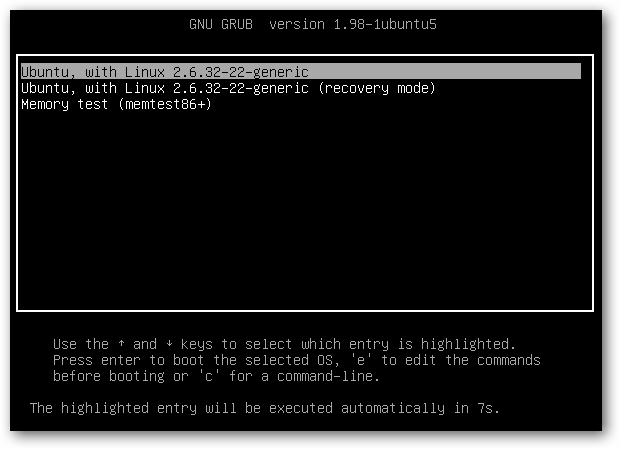 GNU GRUB  version 1.98-1ubuntu5
Ubuntu, with Linux 2.6.32-22-generic
Ubuntu, with Linux 2.6.32-22-generic (recovery mode)
Memory test (memtest86+)
Use the ↑ and ↓ keys to select which entry is highlighted.
Press enter to boot the selected OS, 'e' to edit the commands
before booting or 'c' for a command-line.
The highlighted entry will be executed automatically in 7s.